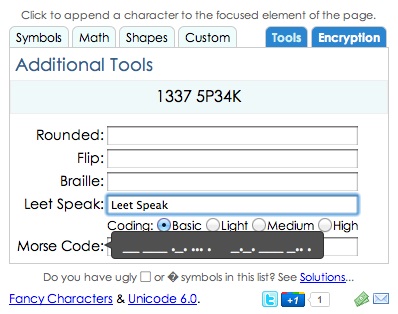 Click to append a character to the focused element of the page.
Symbols Math Shapes Custom Tools Encryption
Additional Tools
1337 5P34K
Rounded:
Flip:
Braille:
Leet Speak: Leet Speak
Coding: Basic Light Medium High
Morse Code:
Do you have ugly □ or � symbols in this list? See Solutions...
Fancy Characters & Unicode 6.0. +1 1